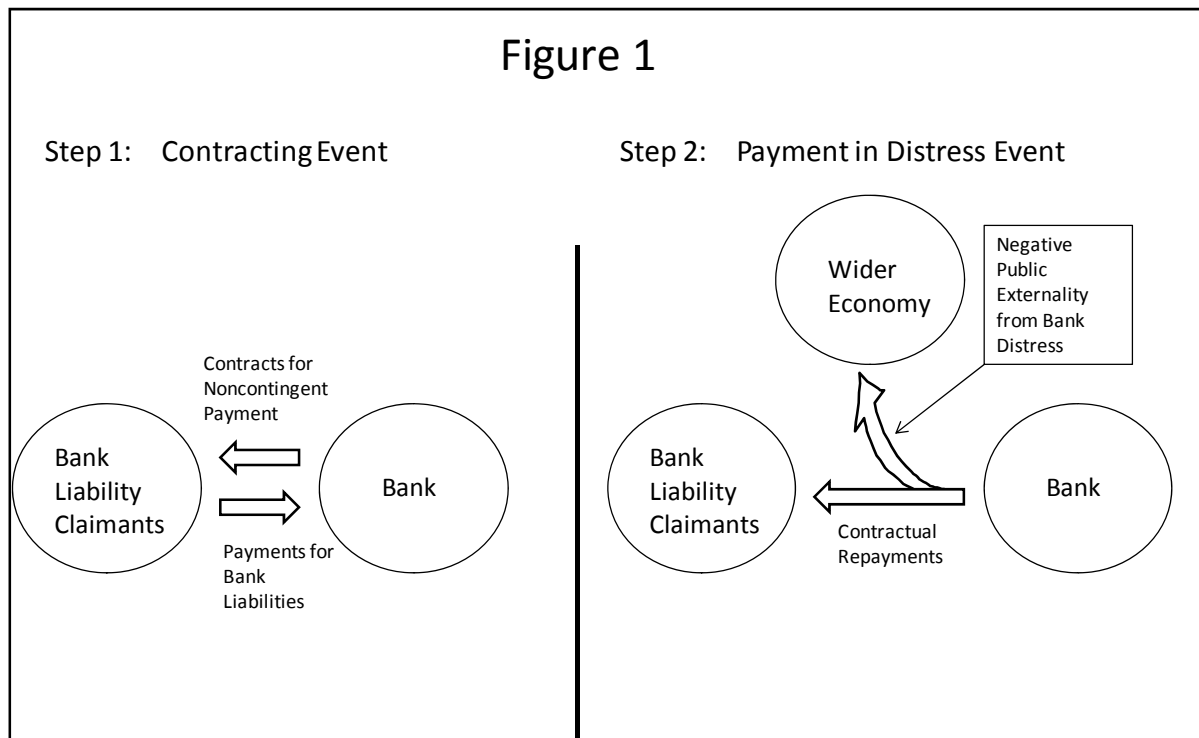 Figure 1
Step 1: Contracting Event
Contracts for
Noncontingent
Payment
Bank
Liability
Claimants
Bank
Payments for
Bank
Liabilities
Step 2: Payment in Distress Event
Wider
Economy
Negative
Public
Externality
from Bank
Distress
Bank
Liability
Claimants
Bank
Contractual
Repayments